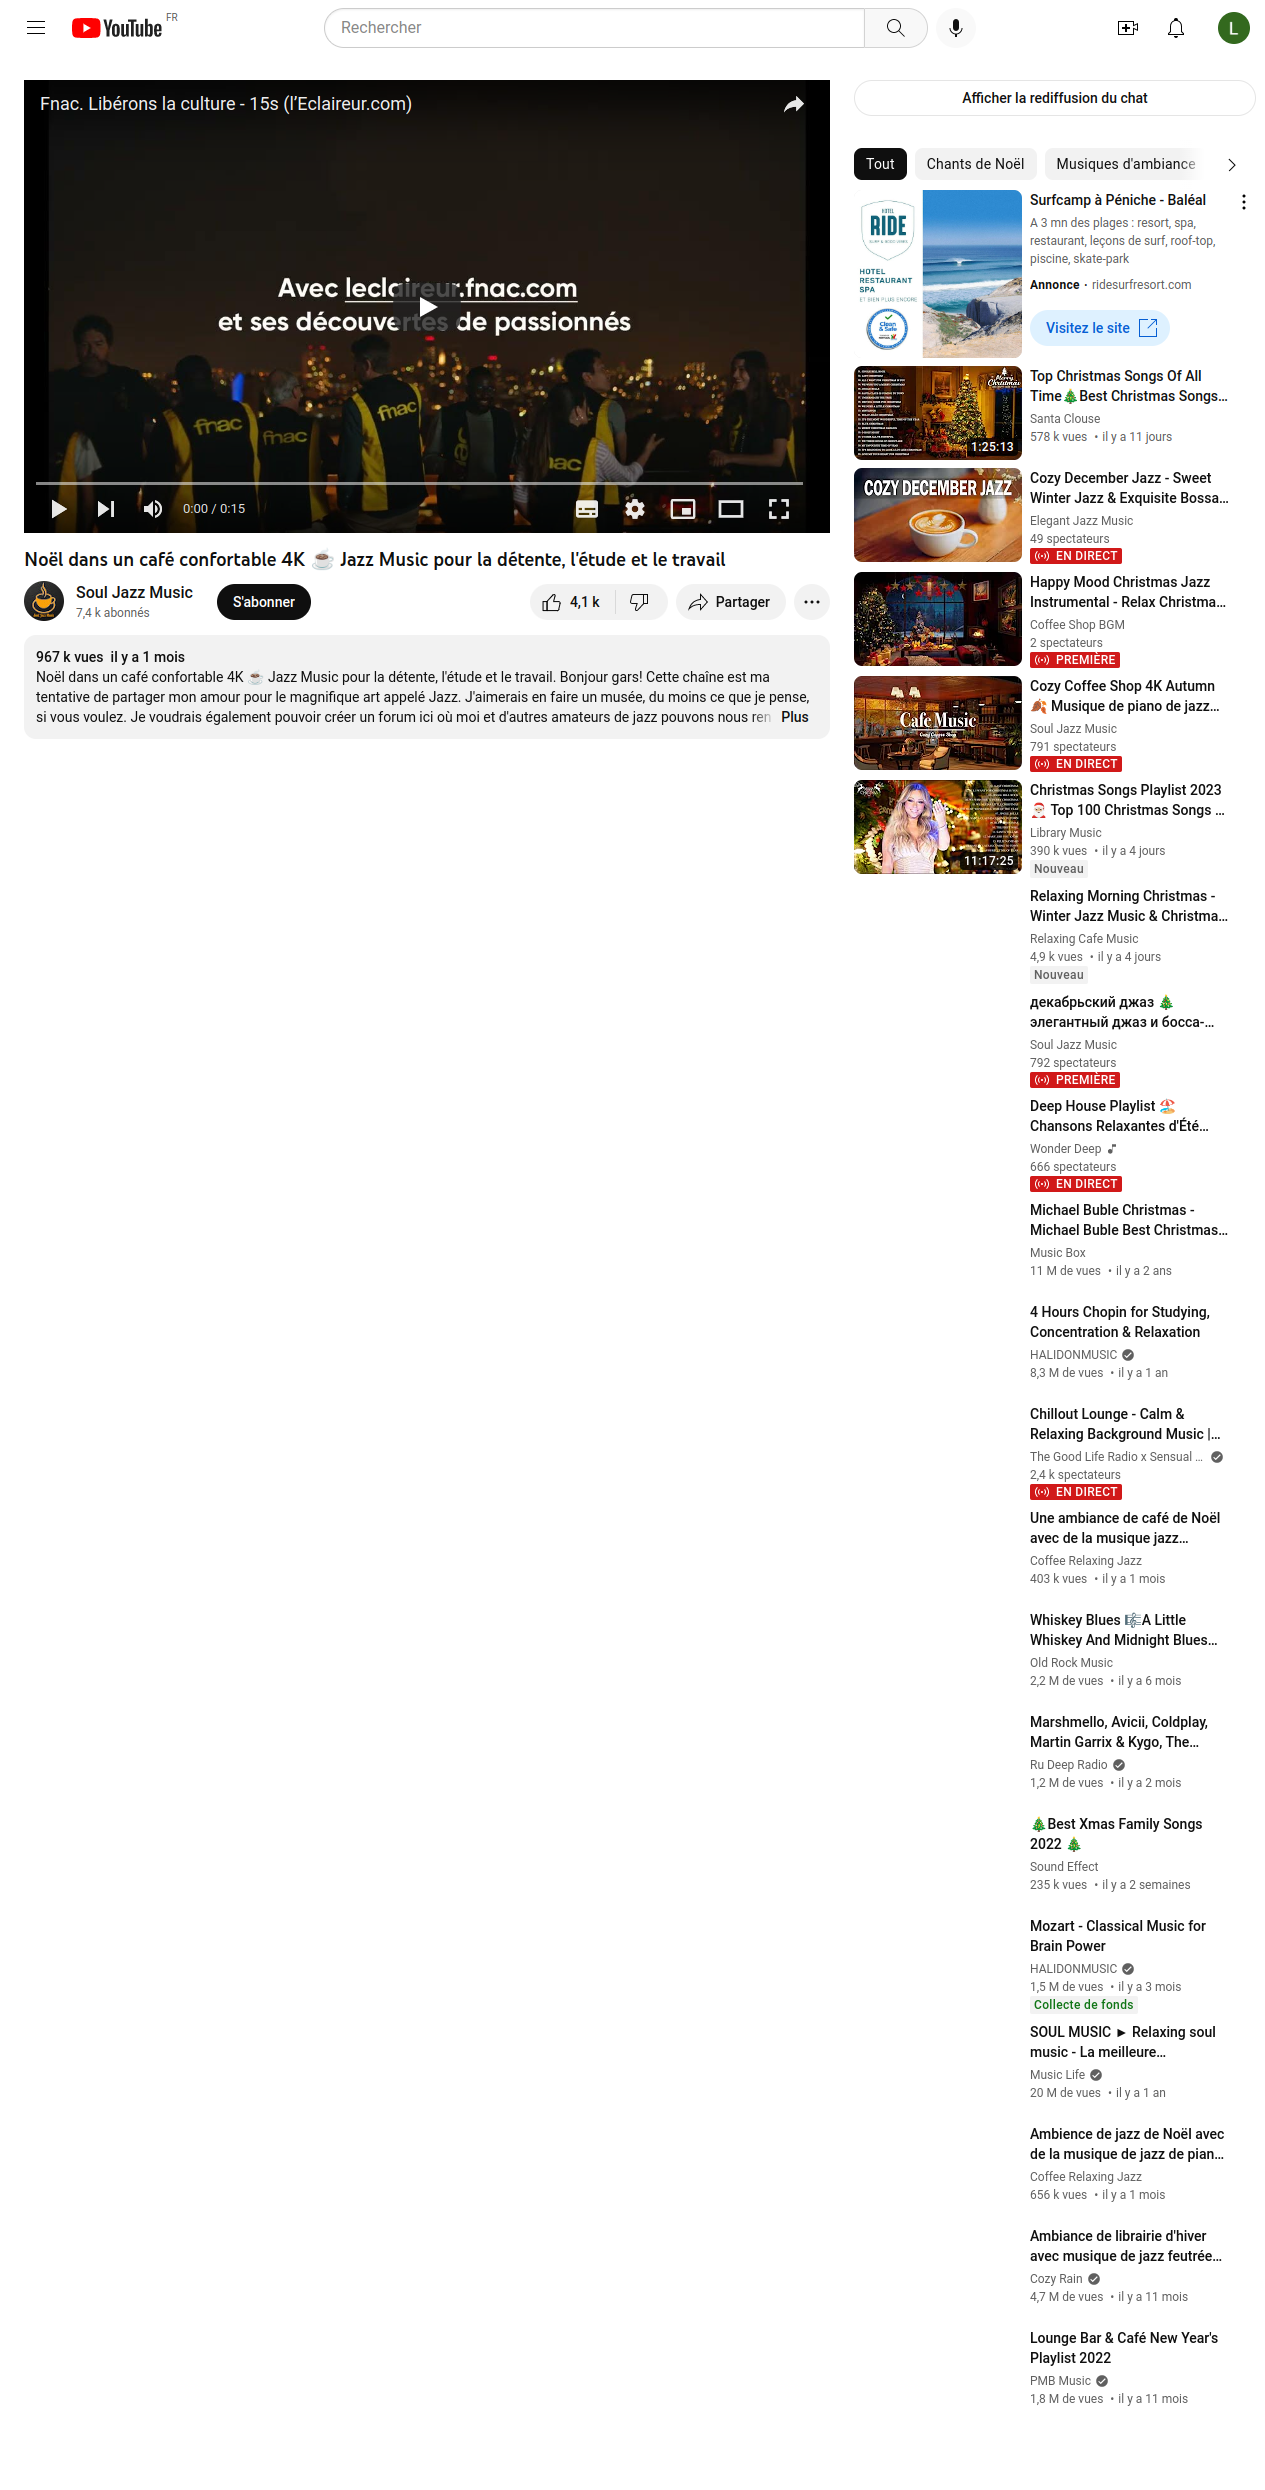 YouTube FR
Rechercher
L
Fnac. Libérons la culture - 15s (l'Eclaireur.com)
Avec leclaireur.fnac.com
et ses découvertes de passionnés
fnac
fnac
fnac
0:00 / 0:15
Noël dans un café confortable 4K ☕ Jazz Music pour la détente, l'étude et le travail
Soul Jazz Music
7,4 k abonnés
S'abonner
4,1 k
Partager
967 k vues il y a 1 mois
Noël dans un café confortable 4K ☕ Jazz Music pour la détente, l'étude et le travail. Bonjour gars! Cette chaîne est ma
tentative de partager mon amour pour le magnifique art appelé Jazz. J'aimerais en faire un musée, du moins ce que je pense,
si vous voulez. Je voudrais également pouvoir créer un forum ici où moi et d'autres amateurs de jazz pouvons nous ren Plus
Afficher la rediffusion du chat
Tout
Chants de Noël
Musiques d'ambiance
HOTEL
RIDE
HOTEL
RESTAURANT
SPA
ET BIEN PLUS ENCORE
Clean
& Safe
Surfcamp à Péniche - Baléal
A 3 mn des plages : resort, spa,
restaurant, leçons de surf, roof-top,
piscine, skate-park
Annonce · ridesurfresort.com
Visitez le site
Merry
Christmas
1:25:13
Top Christmas Songs Of All
Time🎄Best Christmas Songs…
Santa Clouse
578 k vues • il y a 11 jours
COZY DECEMBER JAZZ
Cozy December Jazz - Sweet
Winter Jazz & Exquisite Bossa…
Elegant Jazz Music
49 spectateurs
EN DIRECT
Happy Mood Christmas Jazz
Instrumental - Relax Christma…
Coffee Shop BGM
2 spectateurs
PREMIÈRE
Cafe Music
Cozy Coffee Shop
Cozy Coffee Shop 4K Autumn
🍂 Musique de piano de jazz…
Soul Jazz Music
791 spectateurs
EN DIRECT
11:17:25
Christmas Songs Playlist 2023
🎅 Top 100 Christmas Songs …
Library Music
390 k vues • il y a 4 jours
Nouveau
Relaxing Morning Christmas -
Winter Jazz Music & Christma…
Relaxing Cafe Music
4,9 k vues • il y a 4 jours
Nouveau
декабрьский джаз 🎄
элегантный джаз и босса-…
Soul Jazz Music
792 spectateurs
PREMIÈRE
Deep House Playlist 🏖️
Chansons Relaxantes d'Été…
Wonder Deep
666 spectateurs
EN DIRECT
Michael Buble Christmas -
Michael Buble Best Christmas…
Music Box
11 M de vues • il y a 2 ans
4 Hours Chopin for Studying,
Concentration & Relaxation
HALIDONMUSIC
8,3 M de vues • il y a 1 an
Chillout Lounge - Calm &
Relaxing Background Music |…
The Good Life Radio x Sensual …
2,4 k spectateurs
EN DIRECT
Une ambiance de café de Noël
avec de la musique jazz…
Coffee Relaxing Jazz
403 k vues • il y a 1 mois
Whiskey Blues 🎼A Little
Whiskey And Midnight Blues…
Old Rock Music
2,2 M de vues • il y a 6 mois
Marshmello, Avicii, Coldplay,
Martin Garrix & Kygo, The…
Ru Deep Radio
1,2 M de vues • il y a 2 mois
🎄Best Xmas Family Songs
2022 🎄
Sound Effect
235 k vues • il y a 2 semaines
Mozart - Classical Music for
Brain Power
HALIDONMUSIC
1,5 M de vues • il y a 3 mois
Collecte de fonds
SOUL MUSIC ► Relaxing soul
music - La meilleure…
Music Life
20 M de vues • il y a 1 an
Ambience de jazz de Noël avec
de la musique de jazz de pian…
Coffee Relaxing Jazz
656 k vues • il y a 1 mois
Ambiance de librairie d'hiver
avec musique de jazz feutrée…
Cozy Rain
4,7 M de vues • il y a 11 mois
Lounge Bar & Café New Year's
Playlist 2022
PMB Music
1,8 M de vues • il y a 11 mois